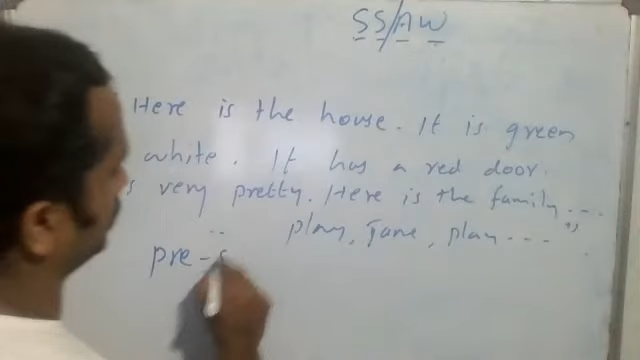 SS/AW
Here is the house. It is green
white. It has a red door.
s very pretty. Here is the family....
play, Jane, play....."
pre-s